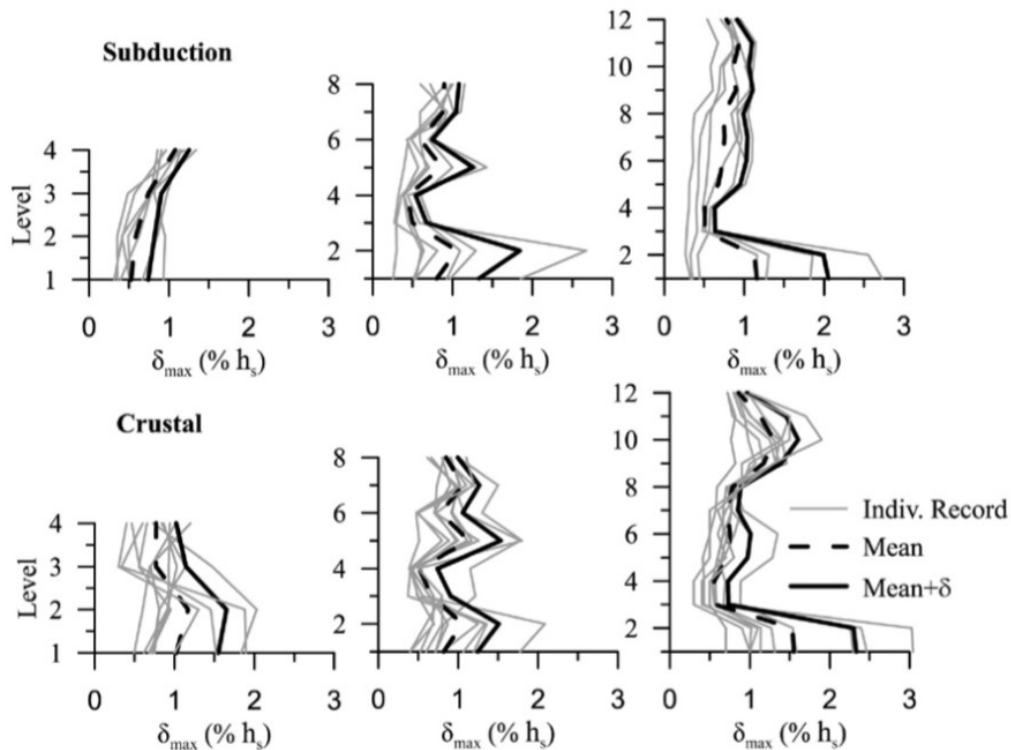 Subduction
Level
4
3
2
1
0 1 2 3
δmax (% hs)
8
6
4
2
0 1 2 3
δmax (% hs)
12
10
8
6
4
2
0 1 2 3
δmax (% hs)
Crustal
Level
4
3
2
1
0 1 2 3
δmax (% hs)
8
6
4
2
0 1 2 3
δmax (% hs)
12
10
8
6
4
2
0 1 2 3
δmax (% hs)
Indiv. Record
Mean
Mean+δ